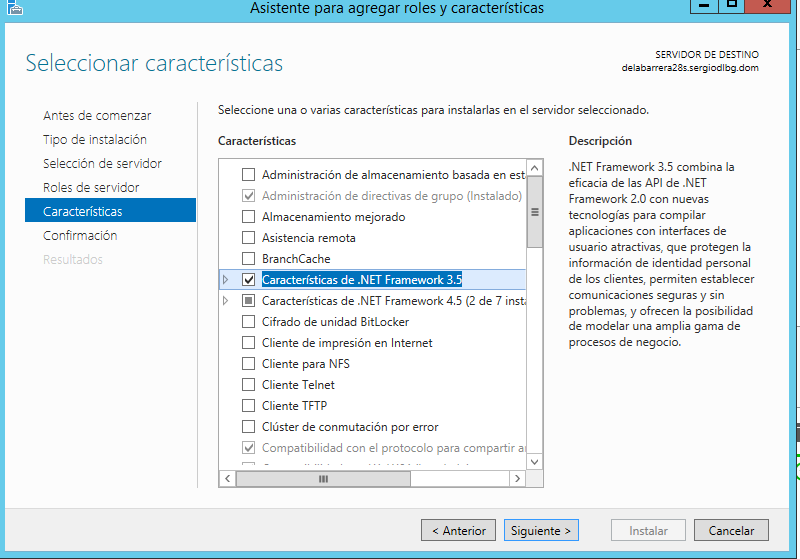 Asistente para agregar roles y características
Seleccionar características
SERVIDOR DE DESTINO
delabarrera28s.sergiodlbg.dom
Antes de comenzar
Tipo de instalación
Selección de servidor
Roles de servidor
Características
Confirmación
Resultados
Seleccione una o varias características para instalarlas en el servidor seleccionado.
Características
Administración de almacenamiento basada en est
Administración de directivas de grupo (Instalado)
Almacenamiento mejorado
Asistencia remota
BranchCache
Características de .NET Framework 3.5
Características de .NET Framework 4.5 (2 de 7 insta
Cifrado de unidad BitLocker
Cliente de impresión en Internet
Cliente para NFS
Cliente Telnet
Cliente TFTP
Clúster de conmutación por error
Compatibilidad con el protocolo para compartir a
Descripción
.NET Framework 3.5 combina la
eficacia de las API de .NET
Framework 2.0 con nuevas
tecnologías para compilar
aplicaciones con interfaces de
usuario atractivas, que protegen la
información de identidad personal
de los clientes, permiten establecer
comunicaciones seguras y sin
problemas, y ofrecen la posibilidad
de modelar una amplia gama de
procesos de negocio.
< Anterior
Siguiente >
Instalar
Cancelar